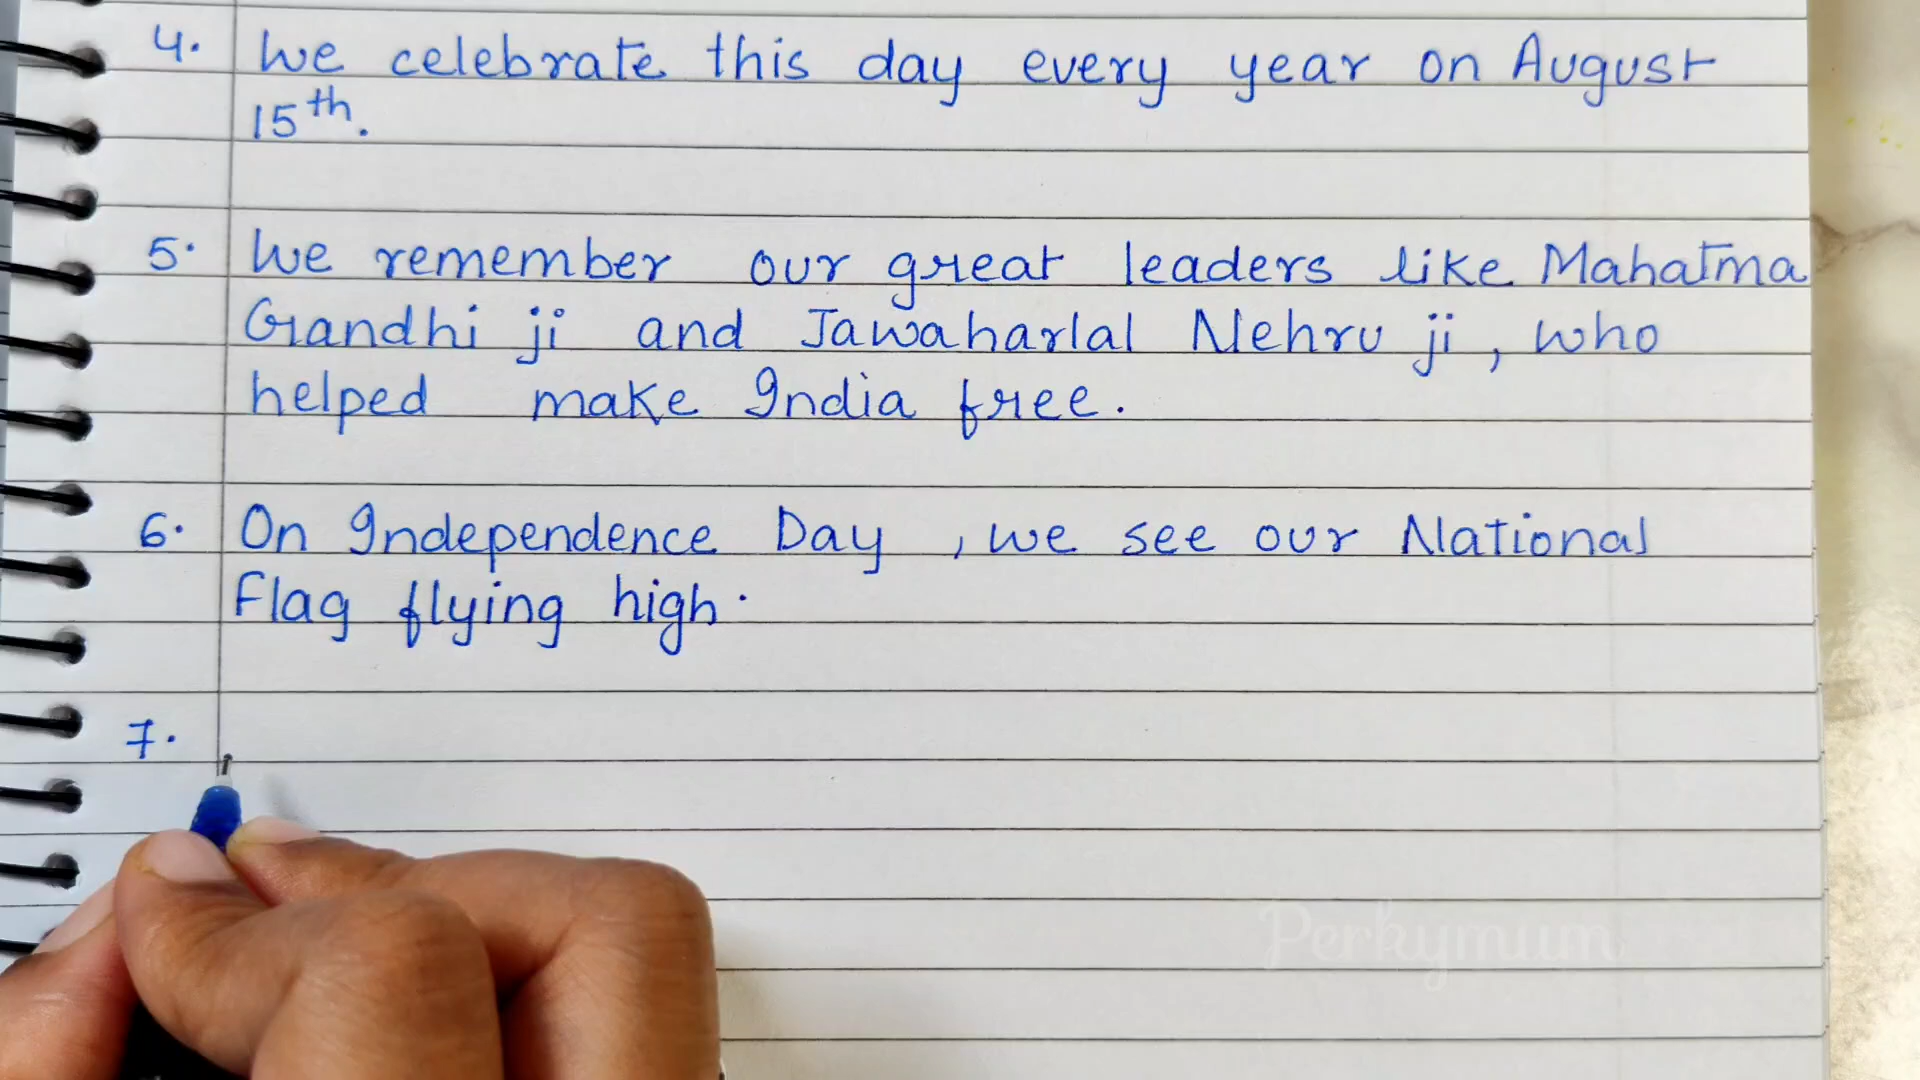 4. We celebrate this day every year on August
15th.
5. We remember our great leaders like Mahatma
Gandhi ji and Jawaharlal Nehru ji, who
helped make India free.
6. On Independence Day, we see our National
Flag flying high.
7.
Perkymum